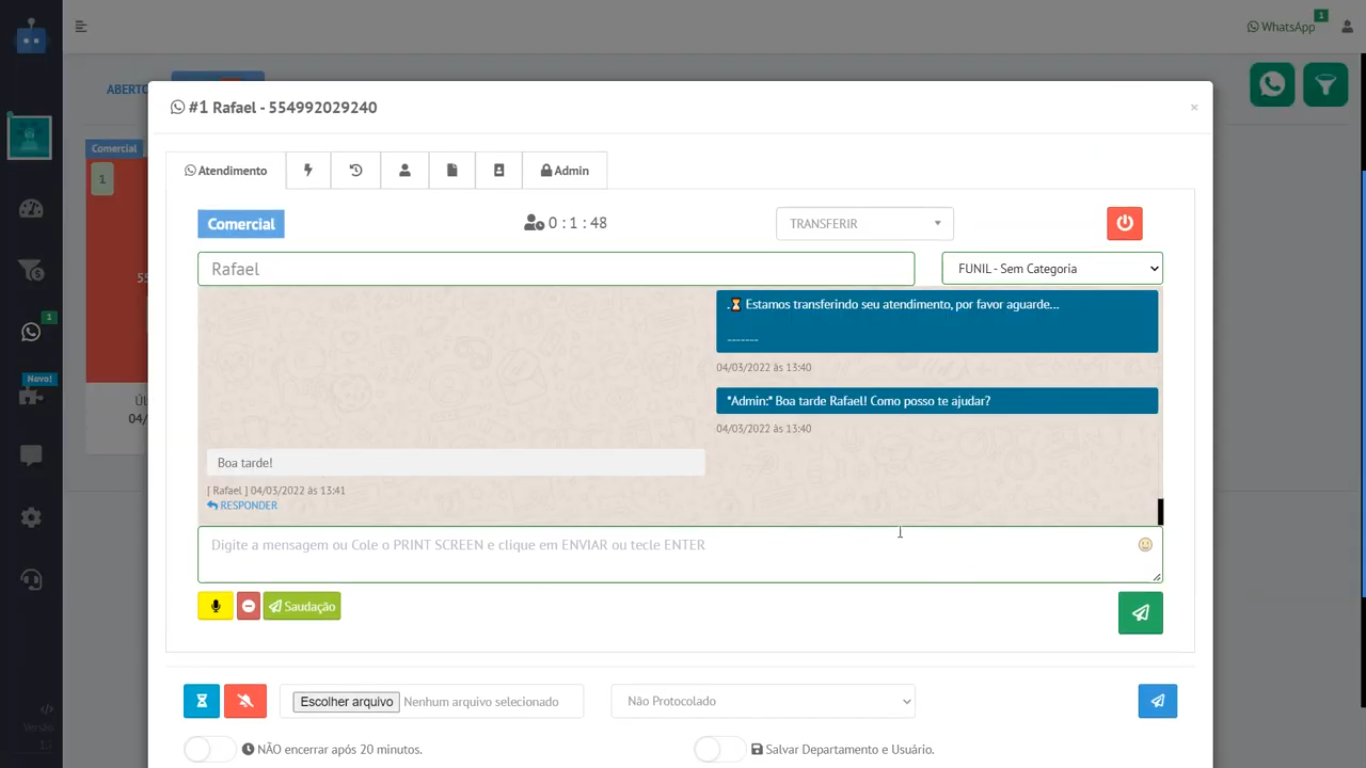 1
WhatsApp
ABERTO
#1 Rafael - 554992029240
×
Comercial
1
Atendimento
Admin
Comercial
0 : 1 : 48
TRANSFERIR
Rafael
FUNIL - Sem Categoria
.⏳ Estamos transferindo seu atendimento, por favor aguarde...
-------
04/03/2022 às 13:40
*Admin:* Boa tarde Rafael! Como posso te ajudar?
04/03/2022 às 13:40
Boa tarde!
[ Rafael ] 04/03/2022 às 13:41
RESPONDER
Digite a mensagem ou Cole o PRINT SCREEN e clique em ENVIAR ou tecle ENTER
Saudação
55
1
Novo!
ÚL
04/
Escolher arquivo Nenhum arquivo selecionado
Não Protocolado
NÃO encerrar após 20 minutos.
Salvar Departamento e Usuário.